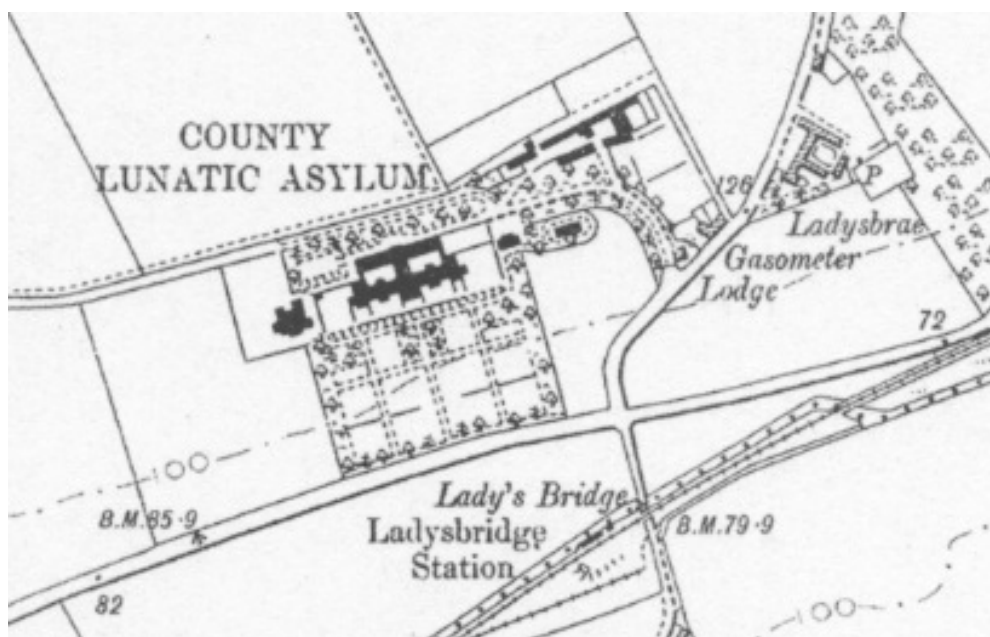 COUNTY
LUNATIC ASYLUM
126
P
Ladysbrae
Gasometer
Lodge
72
100
B.M.85·9
Lady's Bridge
Ladysbridge
Station
B.M.79·9
82
100